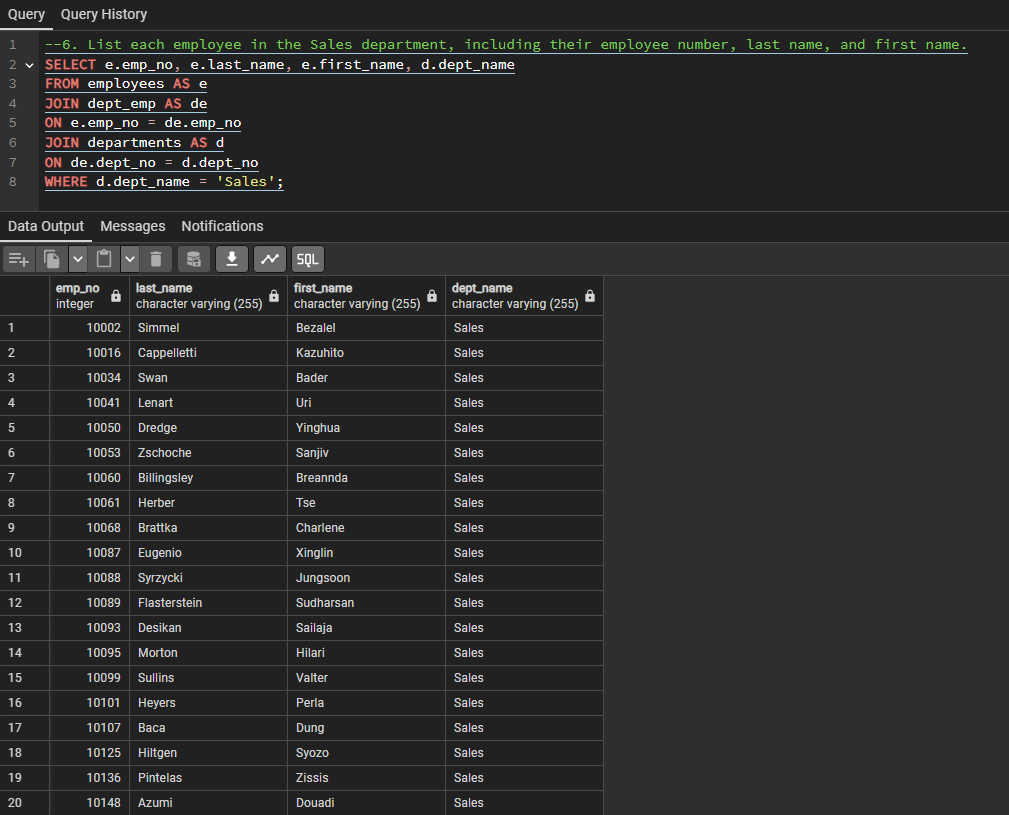 Query Query History
1 --6. List each employee in the Sales department, including their employee number, last name, and first name.
2 SELECT e.emp_no, e.last_name, e.first_name, d.dept_name
3 FROM employees AS e
4 JOIN dept_emp AS de
5 ON e.emp_no = de.emp_no
6 JOIN departments AS d
7 ON de.dept_no = d.dept_no
8 WHERE d.dept_name = 'Sales';
Data Output Messages Notifications
SQL
emp_no last_name first_name dept_name
integer character varying (255) character varying (255) character varying (255)
1 10002 Simmel Bezalel Sales
2 10016 Cappelletti Kazuhito Sales
3 10034 Swan Bader Sales
4 10041 Lenart Uri Sales
5 10050 Dredge Yinghua Sales
6 10053 Zschoche Sanjiv Sales
7 10060 Billingsley Breannda Sales
8 10061 Herber Tse Sales
9 10068 Brattka Charlene Sales
10 10087 Eugenio Xinglin Sales
11 10088 Syrzycki Jungsoon Sales
12 10089 Flasterstein Sudharsan Sales
13 10093 Desikan Sailaja Sales
14 10095 Morton Hilari Sales
15 10099 Sullins Valter Sales
16 10101 Heyers Perla Sales
17 10107 Baca Dung Sales
18 10125 Hiltgen Syozo Sales
19 10136 Pintelas Zissis Sales
20 10148 Azumi Douadi Sales